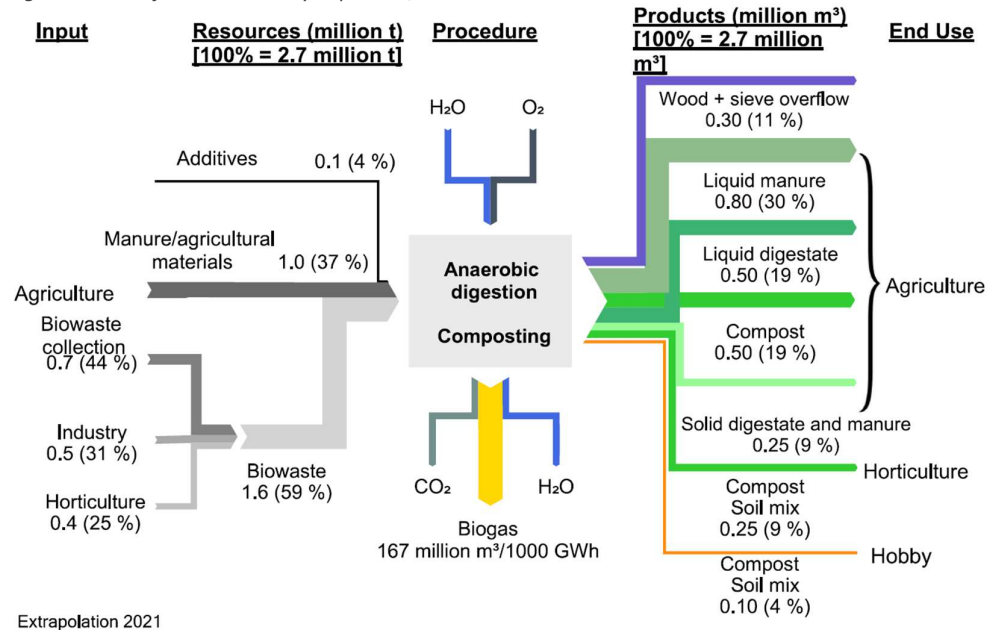 Input
Resources (million t)
[100% = 2.7 million t]
Procedure
Products (million m³)
[100% = 2.7 million
m³]
End Use
H₂O
O₂
Additives
0.1 (4 %)
Manure/agricultural
materials
1.0 (37 %)
Agriculture
Biowaste
collection
0.7 (44 %)
Industry
0.5 (31 %)
Horticulture
0.4 (25 %)
Biowaste
1.6 (59 %)
Anaerobic
digestion
Composting
CO₂
H₂O
Biogas
167 million m³/1000 GWh
Wood + sieve overflow
0.30 (11 %)
Liquid manure
0.80 (30 %)
Liquid digestate
0.50 (19 %)
Compost
0.50 (19 %)
Solid digestate and manure
0.25 (9 %)
Compost
Soil mix
0.25 (9 %)
Compost
Soil mix
0.10 (4 %)
Agriculture
Horticulture
Hobby
Extrapolation 2021